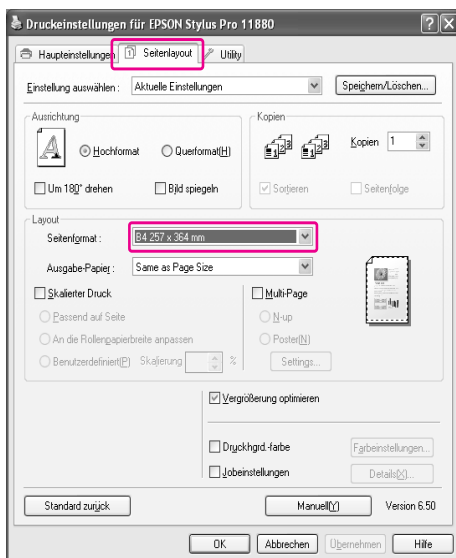 Druckeinstellungen für EPSON Stylus Pro 11880
Haupteinstellungen Seitenlayout Utility
Einstellung auswählen : Aktuelle Einstellungen Speichern/Löschen...
Ausrichtung
A Hochformat Querformat(H)
Um 180° drehen Bild spiegeln
Kopien
Kopien 1
Sortieren Seitenfolge
Layout
Seitenformat : B4 257 x 364 mm
Ausgabe-Papier : Same as Page Size
Skalierter Druck
Passend auf Seite
An die Rollenpapierbreite anpassen
Benutzerdefiniert(P) Skalierung %
Multi-Page
N-up
Poster(N)
Settings...
Vergrößerung optimieren
Druckhgrd.-farbe Farbeinstellungen...
Jobeinstellungen Details(X)...
Standard zurück Manuell(Y) Version 6.50
OK Abbrechen Übernehmen Hilfe